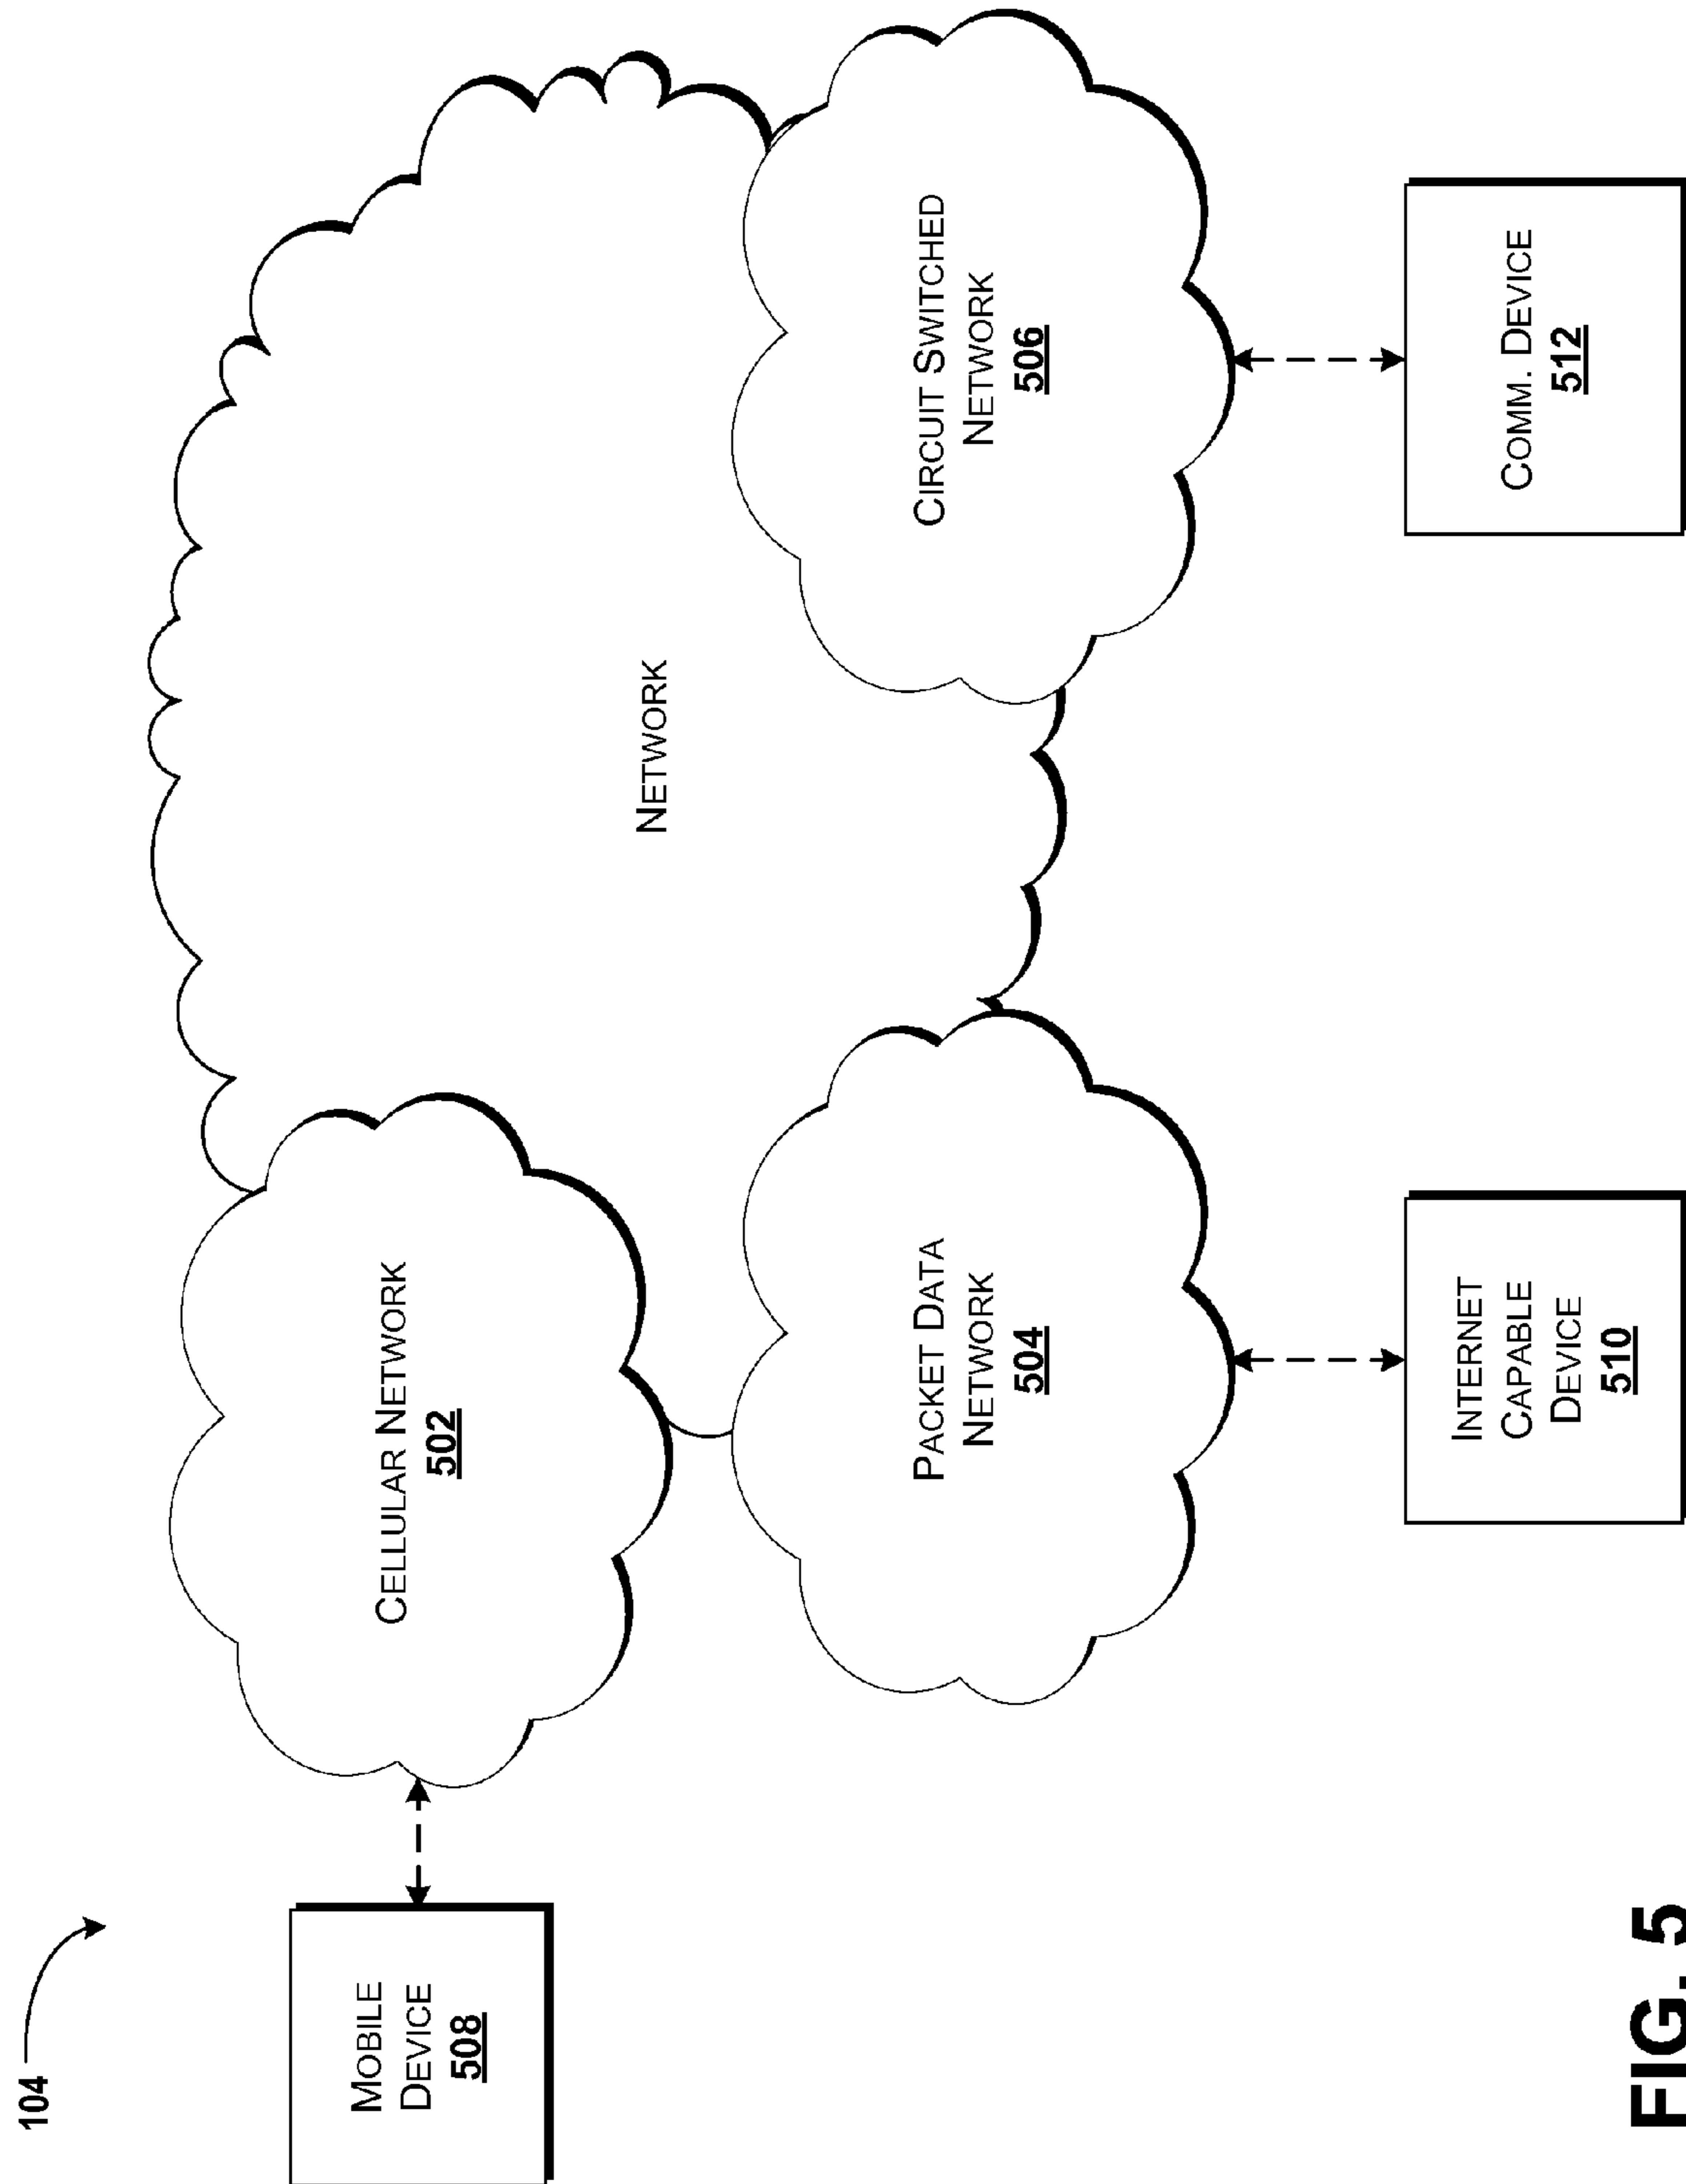 104
MOBILE
DEVICE
508
CELLULAR NETWORK
502
NETWORK
PACKET DATA
NETWORK
504
CIRCUIT SWITCHED
NETWORK
506
INTERNET
CAPABLE
DEVICE
510
COMM. DEVICE
512
FIG. 5